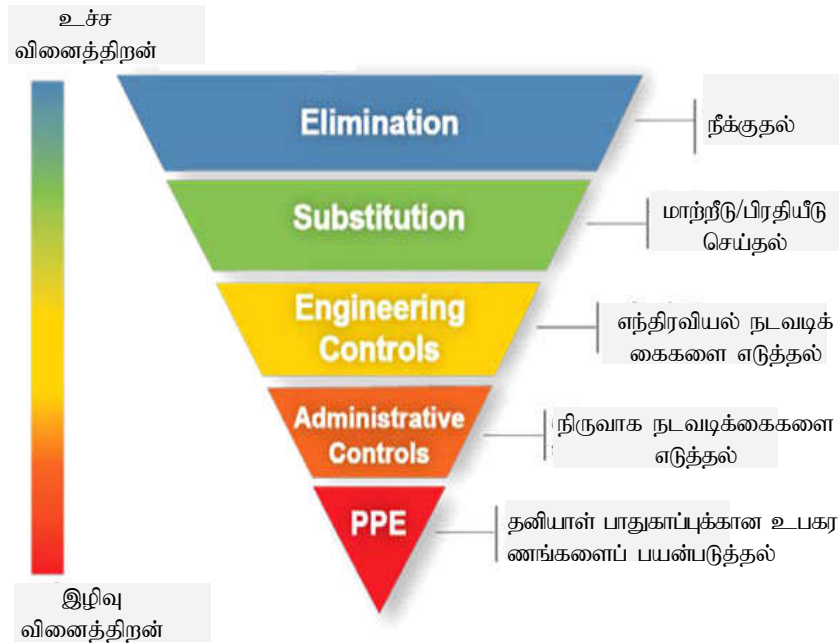 உச்ச
வினைத்திறன்
Elimination
நீக்குதல்
Substitution
மாற்றீடு/பிரதியீடு
செய்தல்
Engineering
Controls
எந்திரவியல் நடவடிக்
கைகளை எடுத்தல்
Administrative
Controls
நிருவாக நடவடிக்கைகளை
எடுத்தல்
PPE
தனியாள் பாதுகாப்புக்கான உபகர
ணங்களைப் பயன்படுத்தல்
இழிவு
வினைத்திறன்